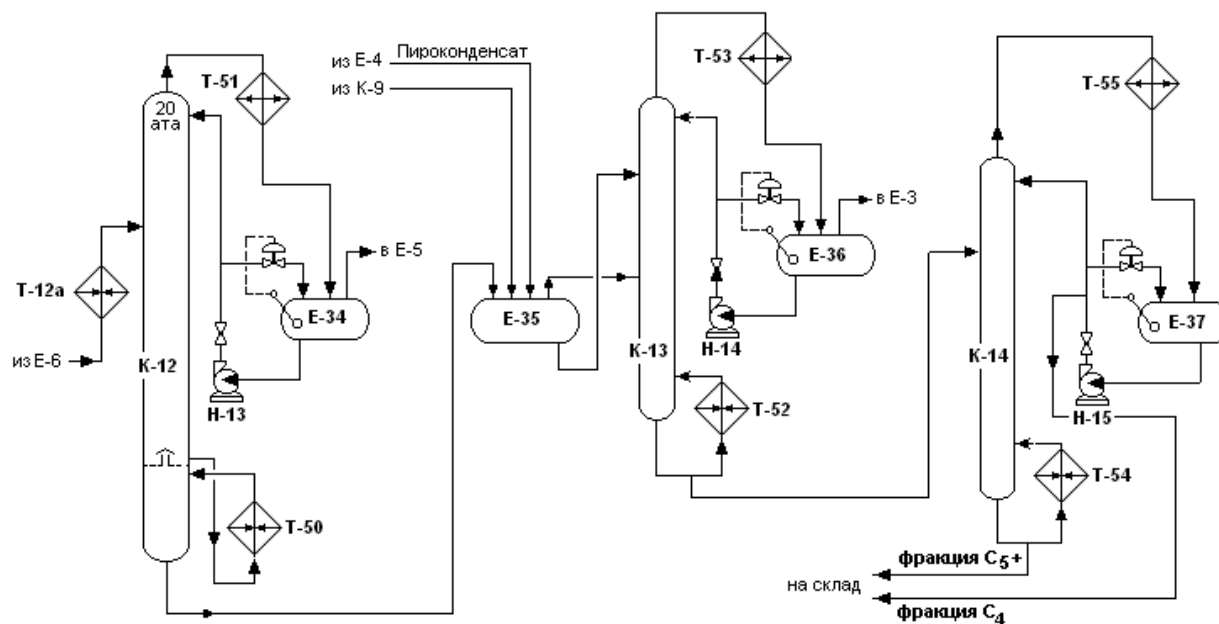 Т-51
20
ата
Т-12а
из Е-6
К-12
Н-13
Е-34
в Е-5
Т-50
Пироконденсат
из Е-4
из К-9
Е-35
Т-53
К-13
Н-14
Е-36
в Е-3
Т-52
Т-55
К-14
Е-37
Н-15
Т-54
фракция С5+
на склад
фракция С4